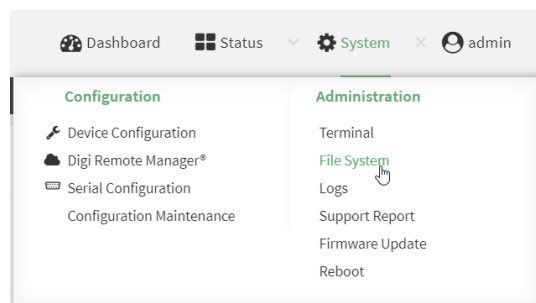 Dashboard Status System admin
Configuration
Device Configuration
Digi Remote Manager®
Serial Configuration
Configuration Maintenance
Administration
Terminal
File System
Logs
Support Report
Firmware Update
Reboot